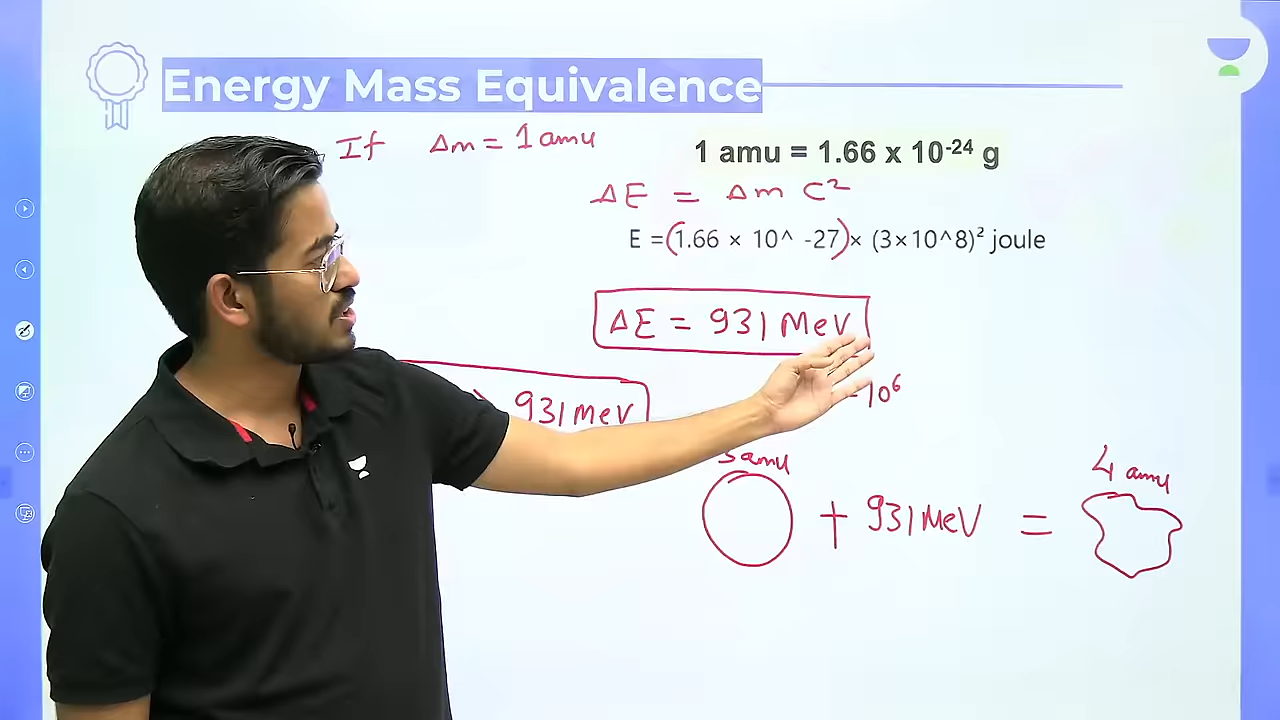 Energy Mass Equivalence
If Δm = 1 amu
1 amu = 1.66 x 10-24 g
ΔE = Δm C²
E = (1.66 × 10^ -27) × (3×10^8)² joule
ΔE = 931 MeV
931 MeV
10⁶
amu
4 amu
+ 931 MeV =